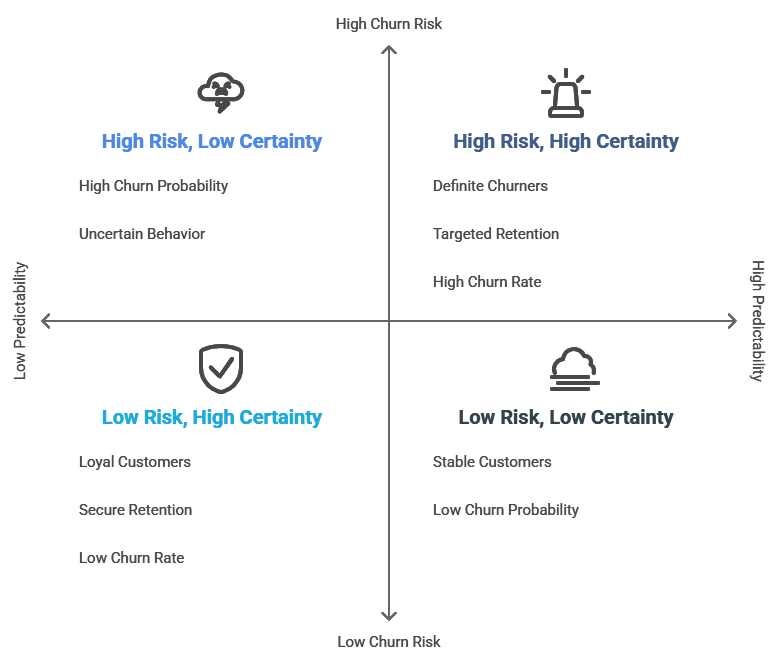 High Churn Risk
High Risk, Low Certainty
High Churn Probability
Uncertain Behavior
High Risk, High Certainty
Definite Churners
Targeted Retention
High Churn Rate
Low Predictability
High Predictability
Low Risk, High Certainty
Loyal Customers
Secure Retention
Low Churn Rate
Low Risk, Low Certainty
Stable Customers
Low Churn Probability
Low Churn Risk